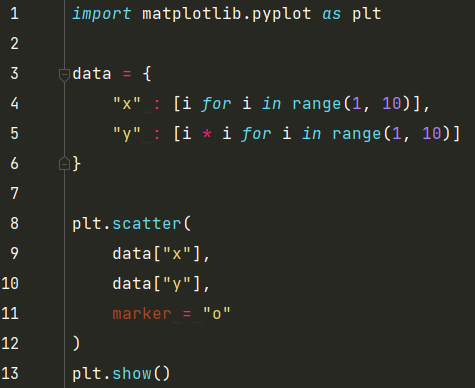 1 import matplotlib.pyplot as plt
2
3 data = {
4     "x" : [i for i in range(1, 10)],
5     "y" : [i * i for i in range(1, 10)]
6 }
7
8 plt.scatter(
9     data["x"],
10     data["y"],
11     marker = "o"
12 )
13 plt.show()